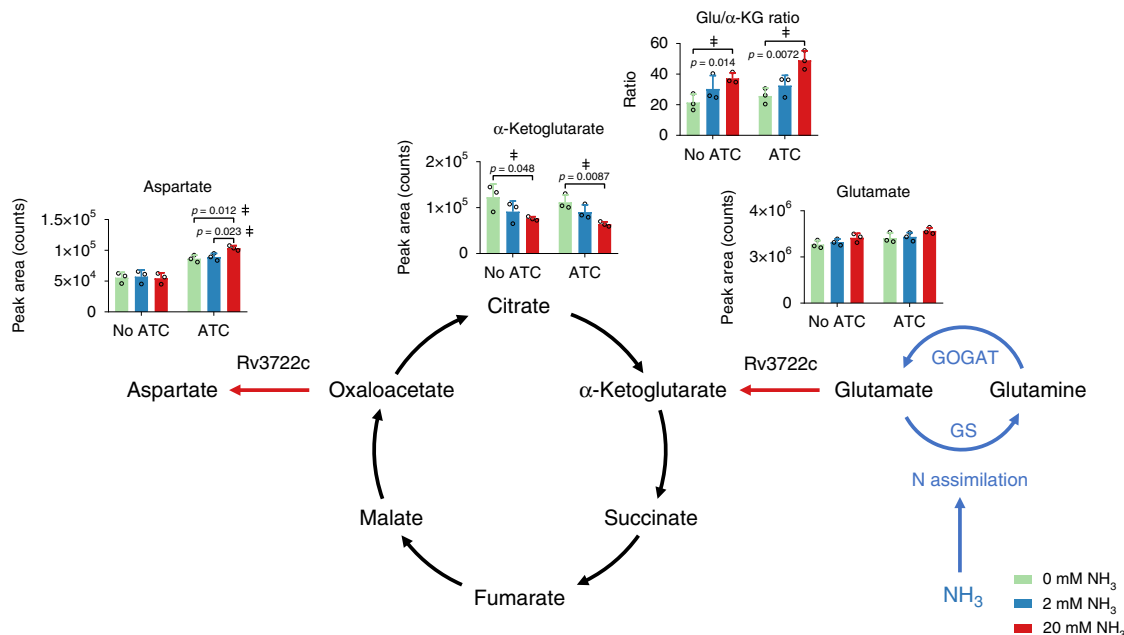 Glu/α-KG ratio
60
40
20
0
Ratio
‡
p = 0.014
‡
p = 0.0072
No ATC
ATC
α-Ketoglutarate
2×10⁵
1×10⁵
0
Peak area (counts)
‡
p = 0.048
‡
p = 0.0087
No ATC
ATC
Aspartate
1.5×10⁵
1×10⁵
5×10⁴
0
Peak area (counts)
p = 0.012 ‡
p = 0.023 ‡
No ATC
ATC
Glutamate
4×10⁶
3×10⁶
0
Peak area (counts)
No ATC
ATC
Citrate
Rv3722c
Rv3722c
GOGAT
Aspartate
Oxaloacetate
α-Ketoglutarate
Glutamate
Glutamine
GS
N assimilation
Malate
Succinate
Fumarate
NH₃
0 mM NH₃
2 mM NH₃
20 mM NH₃